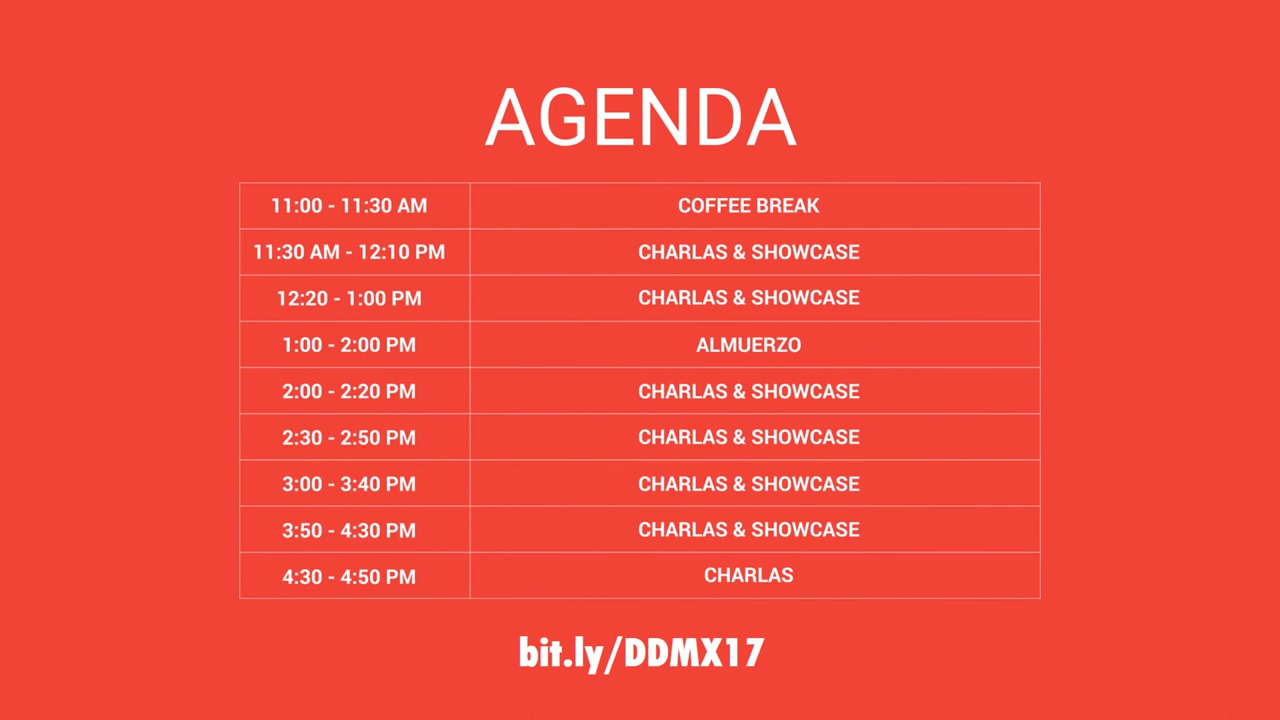 AGENDA
11:00 - 11:30 AM COFFEE BREAK
11:30 AM - 12:10 PM CHARLAS & SHOWCASE
12:20 - 1:00 PM CHARLAS & SHOWCASE
1:00 - 2:00 PM ALMUERZO
2:00 - 2:20 PM CHARLAS & SHOWCASE
2:30 - 2:50 PM CHARLAS & SHOWCASE
3:00 - 3:40 PM CHARLAS & SHOWCASE
3:50 - 4:30 PM CHARLAS & SHOWCASE
4:30 - 4:50 PM CHARLAS
bit.ly/DDMX17